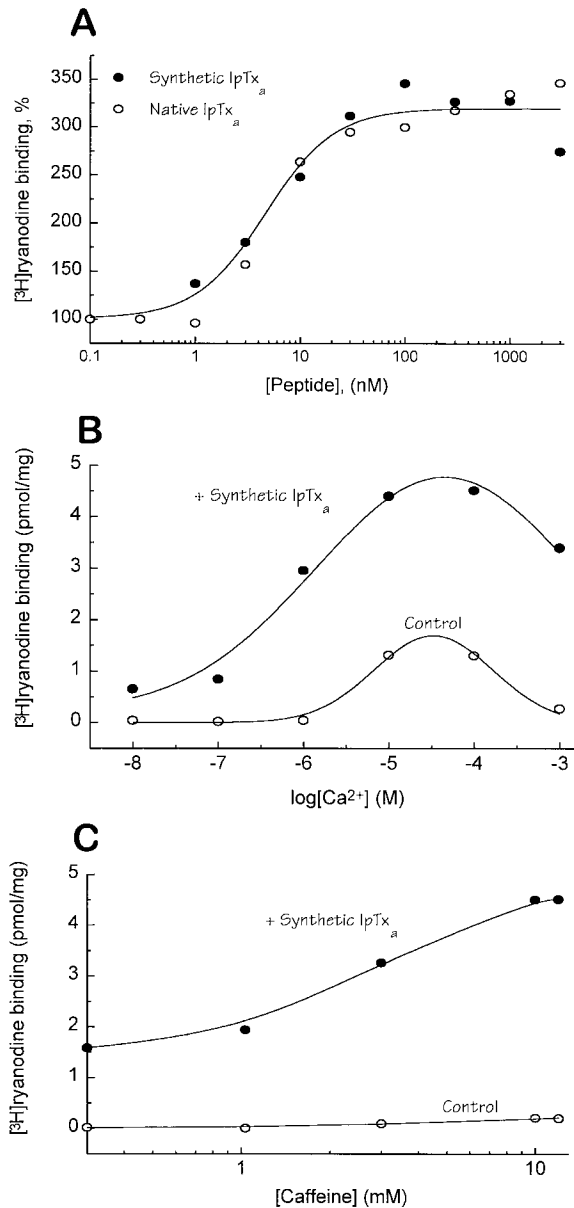 A
[³H]ryanodine binding, %
350
300
250
200
150
100
● Synthetic IpTxₐ
○ Native IpTxₐ
0.1 1 10 100 1000
[Peptide], (nM)
B
[³H]ryanodine binding (pmol/mg)
5
4
3
2
1
0
+ Synthetic IpTxₐ
Control
-8 -7 -6 -5 -4 -3
log[Ca²⁺] (M)
C
[³H]ryanodine binding (pmol/mg)
5
4
3
2
1
0
+ Synthetic IpTxₐ
Control
1 10
[Caffeine] (mM)